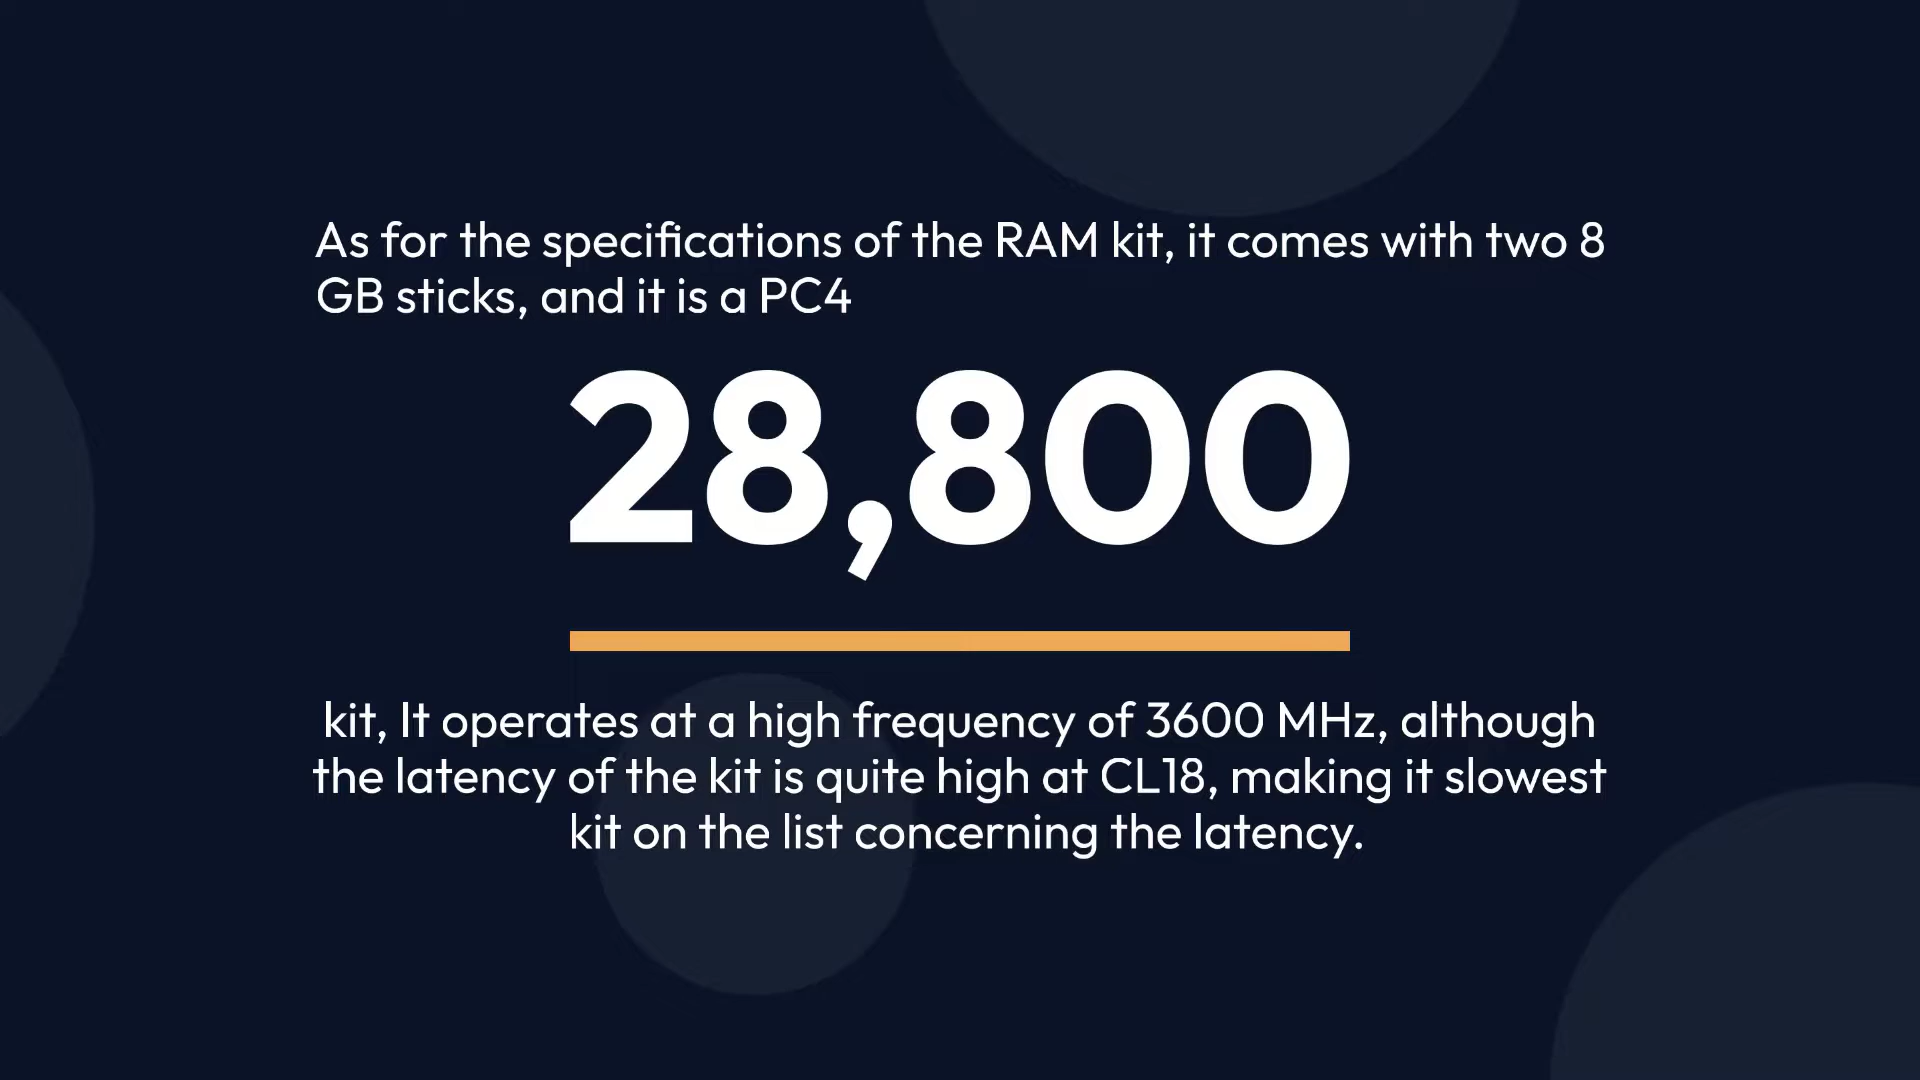 As for the specifications of the RAM kit, it comes with two 8
GB sticks, and it is a PC4
28,800
kit, It operates at a high frequency of 3600 MHz, although
the latency of the kit is quite high at CL18, making it slowest
kit on the list concerning the latency.